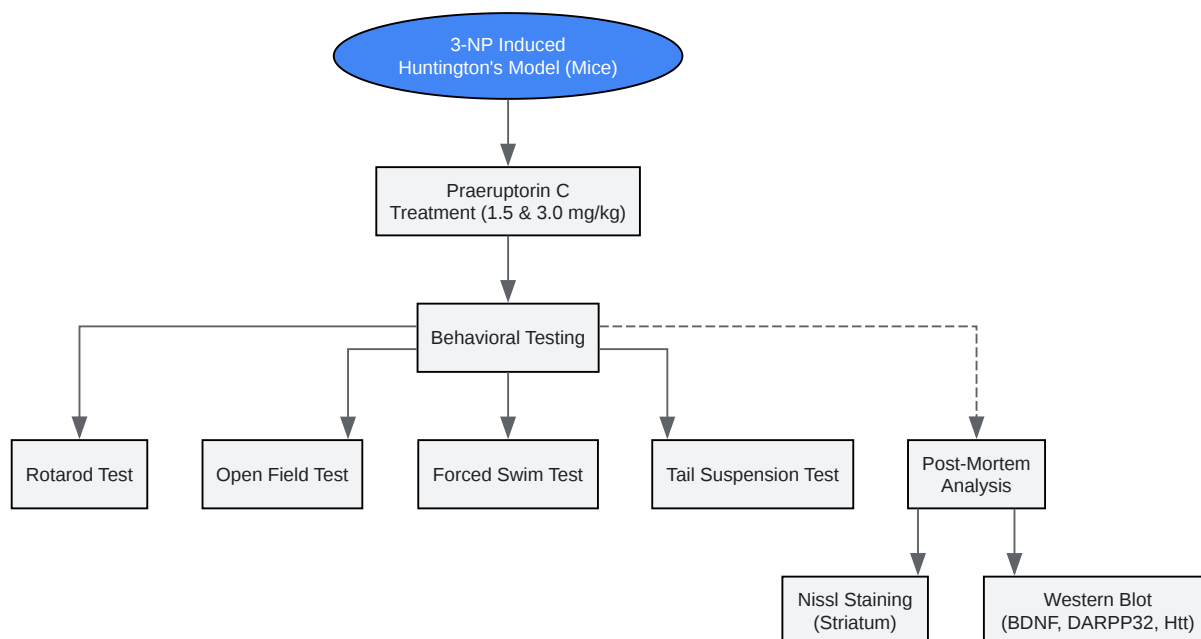 3-NP Induced
Huntington's Model (Mice)
Praeruptorin C
Treatment (1.5 & 3.0 mg/kg)
Behavioral Testing
Rotarod Test
Open Field Test
Forced Swim Test
Tail Suspension Test
Post-Mortem
Analysis
Nissl Staining
(Striatum)
Western Blot
(BDNF, DARPP32, Htt)